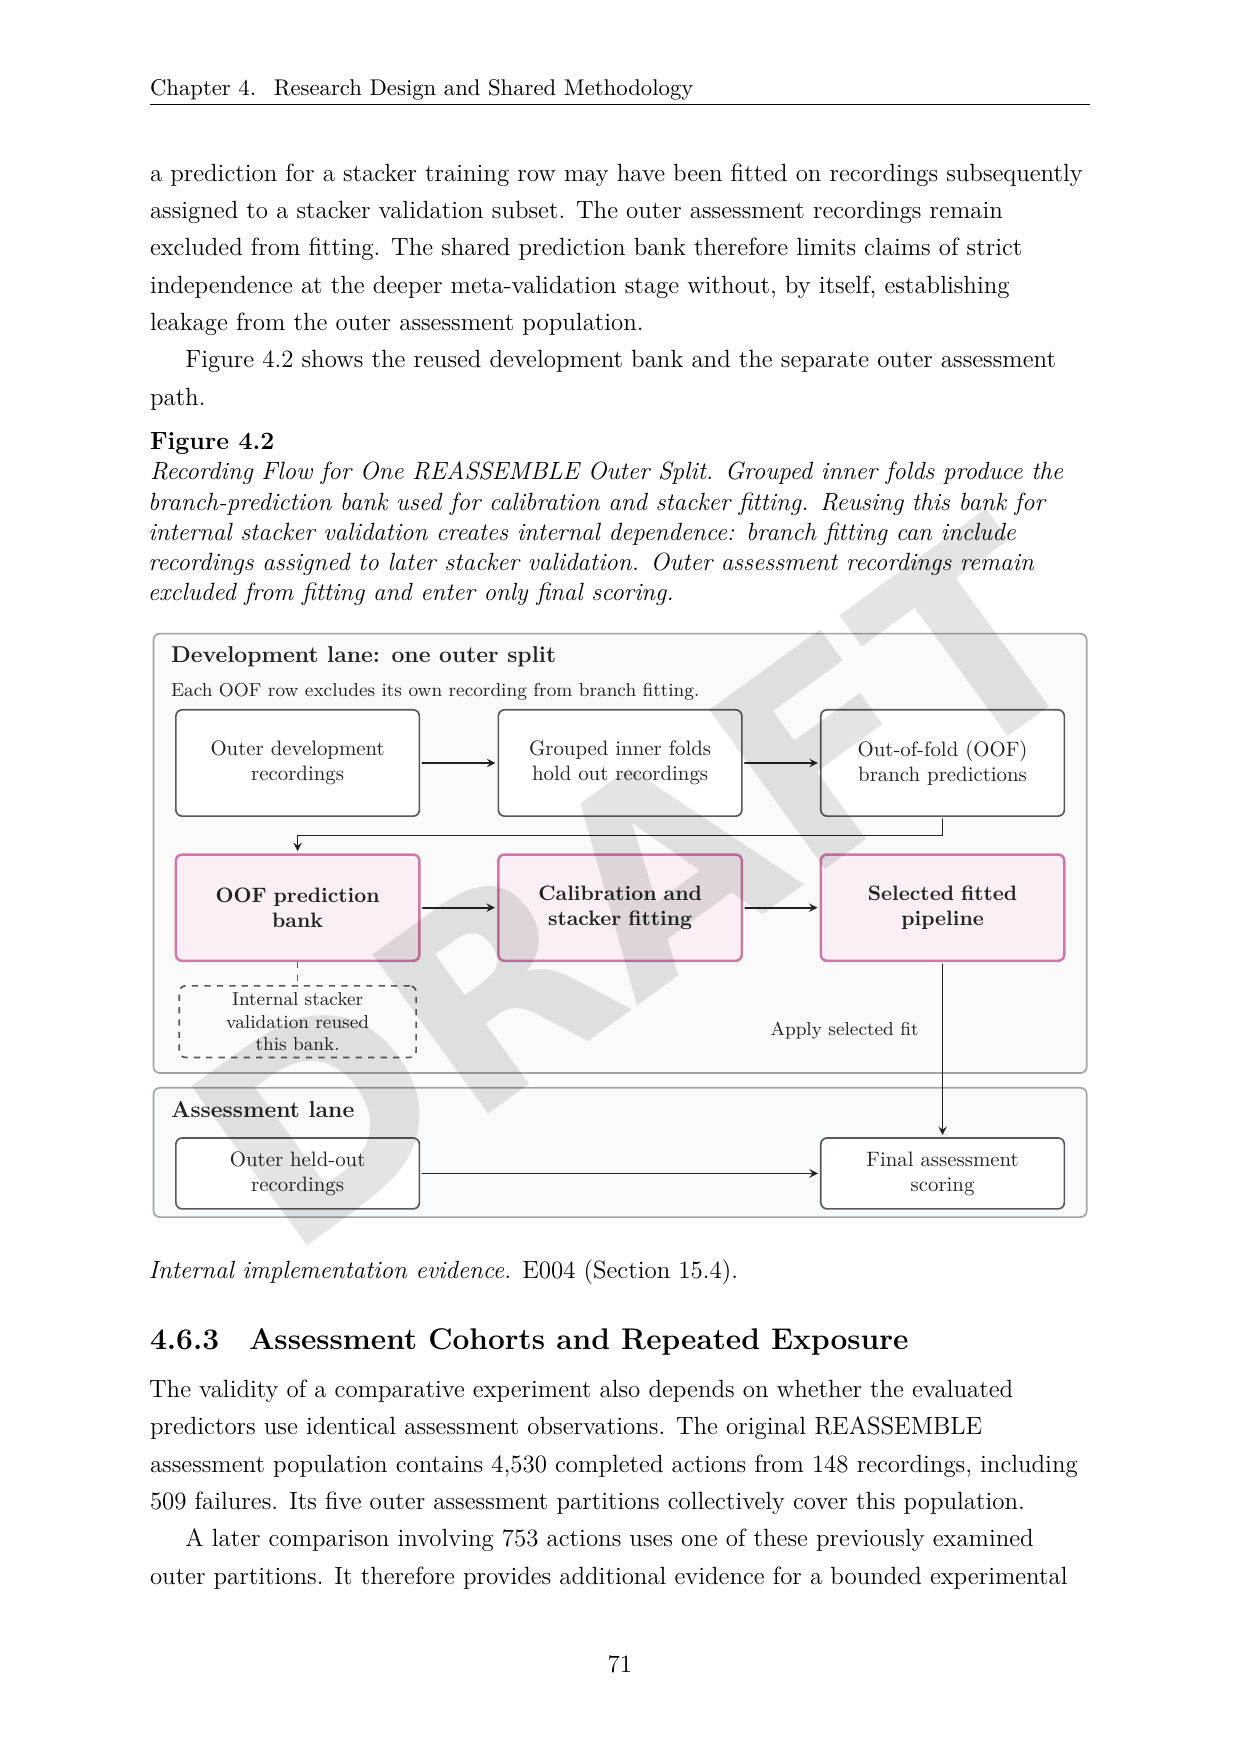 Chapter 4. Research Design and Shared Methodology
a prediction for a stacker training row may have been fitted on recordings subsequently
assigned to a stacker validation subset. The outer assessment recordings remain
excluded from fitting. The shared prediction bank therefore limits claims of strict
independence at the deeper meta-validation stage without, by itself, establishing
leakage from the outer assessment population.
Figure 4.2 shows the reused development bank and the separate outer assessment
path.
Figure 4.2
Recording Flow for One REASSEMBLE Outer Split. Grouped inner folds produce the
branch-prediction bank used for calibration and stacker fitting. Reusing this bank for
internal stacker validation creates internal dependence: branch fitting can include
recordings assigned to later stacker validation. Outer assessment recordings remain
excluded from fitting and enter only final scoring.
Development lane: one outer split
Each OOF row excludes its own recording from branch fitting.
Outer development
recordings
Grouped inner folds
hold out recordings
Out-of-fold (OOF)
branch predictions
OOF prediction
bank
Calibration and
stacker fitting
Selected fitted
pipeline
Internal stacker
validation reused
this bank.
Apply selected fit
Assessment lane
Outer held-out
recordings
Final assessment
scoring
DRAFT
Internal implementation evidence. E004 (Section 15.4).
4.6.3 Assessment Cohorts and Repeated Exposure
The validity of a comparative experiment also depends on whether the evaluated
predictors use identical assessment observations. The original REASSEMBLE
assessment population contains 4,530 completed actions from 148 recordings, including
509 failures. Its five outer assessment partitions collectively cover this population.
A later comparison involving 753 actions uses one of these previously examined
outer partitions. It therefore provides additional evidence for a bounded experimental
71